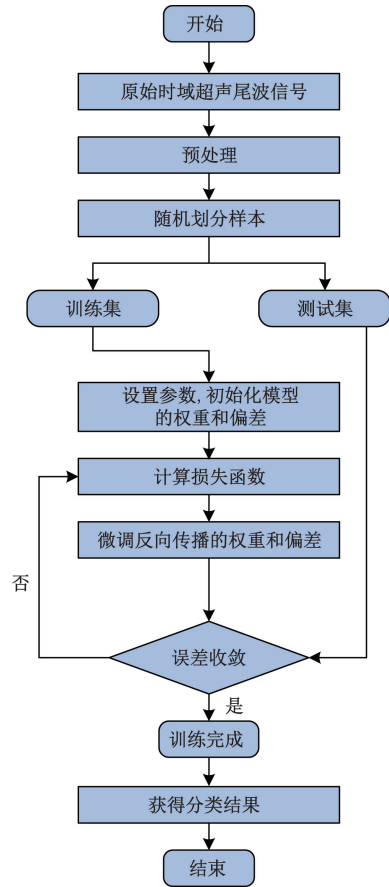 开始
原始时域超声尾波信号
预处理
随机划分样本
训练集
测试集
设置参数,初始化模型
的权重和偏差
计算损失函数
微调反向传播的权重和偏差
否
误差收敛
是
训练完成
获得分类结果
结束